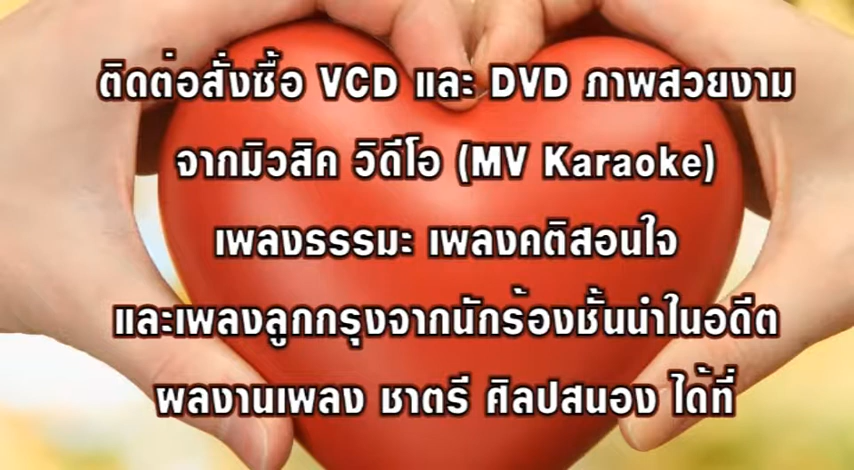 ติดต่อสั่งซื้อ VCD และ DVD ภาพสวยงาม
จากมิวสิค วิดีโอ (MV Karaoke)
เพลงธรรมะ เพลงคติสอนใจ
และเพลงลูกกรุงจากนักร้องชั้นนำในอดีต
ผลงานเพลง ชาตรี ศิลปสนอง ได้ที่